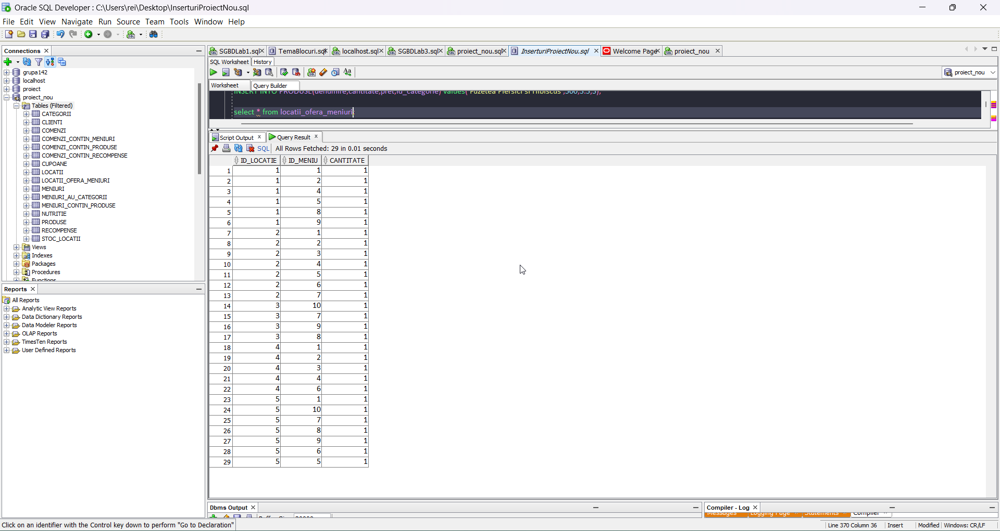 Oracle SQL Developer : C:\Users\rei\Desktop\InserturiProiectNou.sql
File Edit View Navigate Run Source Team Tools Window Help
Connections
grupa142
localhost
proiect
proiect_nou
Tables (Filtered)
CATEGORII
CLIENTI
COMENZI
COMENZI_CONTIN_MENIURI
COMENZI_CONTIN_PRODUSE
COMENZI_CONTIN_RECOMPENSE
CUPOANE
LOCATII
LOCATII_OFERA_MENIURI
MENIURI
MENIURI_AU_CATEGORII
MENIURI_CONTIN_PRODUSE
NUTRITIE
PRODUSE
RECOMPENSE
STOC_LOCATII
Views
Indexes
Packages
Procedures
Functions
Reports
All Reports
Analytic View Reports
Data Dictionary Reports
Data Modeler Reports
OLAP Reports
TimesTen Reports
User Defined Reports
SGBDLab1.sql TemaBlocuri.sql localhost.sql SGBDLab3.sql proiect_nou.sql InserturiProiectNou.sql Welcome Page proiect_nou
SQL Worksheet History
proiect_nou
Worksheet Query Builder
INSERT INTO PRODUSE(denumire,cantitate,pret,id_categorie) values('Fuzetea Piersici si Hibiscus',500,5.5,5);
select * from locatii_ofera_meniuri;
Script Output Query Result
SQL All Rows Fetched: 29 in 0.01 seconds
ID_LOCATIE ID_MENIU CANTITATE
1 1 1 1
2 1 2 1
3 1 4 1
4 1 5 1
5 1 8 1
6 1 9 1
7 2 1 1
8 2 2 1
9 2 3 1
10 2 4 1
11 2 5 1
12 2 6 1
13 2 7 1
14 3 10 1
15 3 7 1
16 3 9 1
17 3 8 1
18 4 1 1
19 4 2 1
20 4 3 1
21 4 4 1
22 4 6 1
23 5 1 1
24 5 10 1
25 5 7 1
26 5 8 1
27 5 9 1
28 5 6 1
29 5 5 1
Dbms Output
Buffer Size 20000
Compiler - Log
Messages Logging Page Statements Compiler
Click on an identifier with the Control key down to perform "Go to Declaration"
Line 370 Column 36 Insert Modified Windows: CR/LF